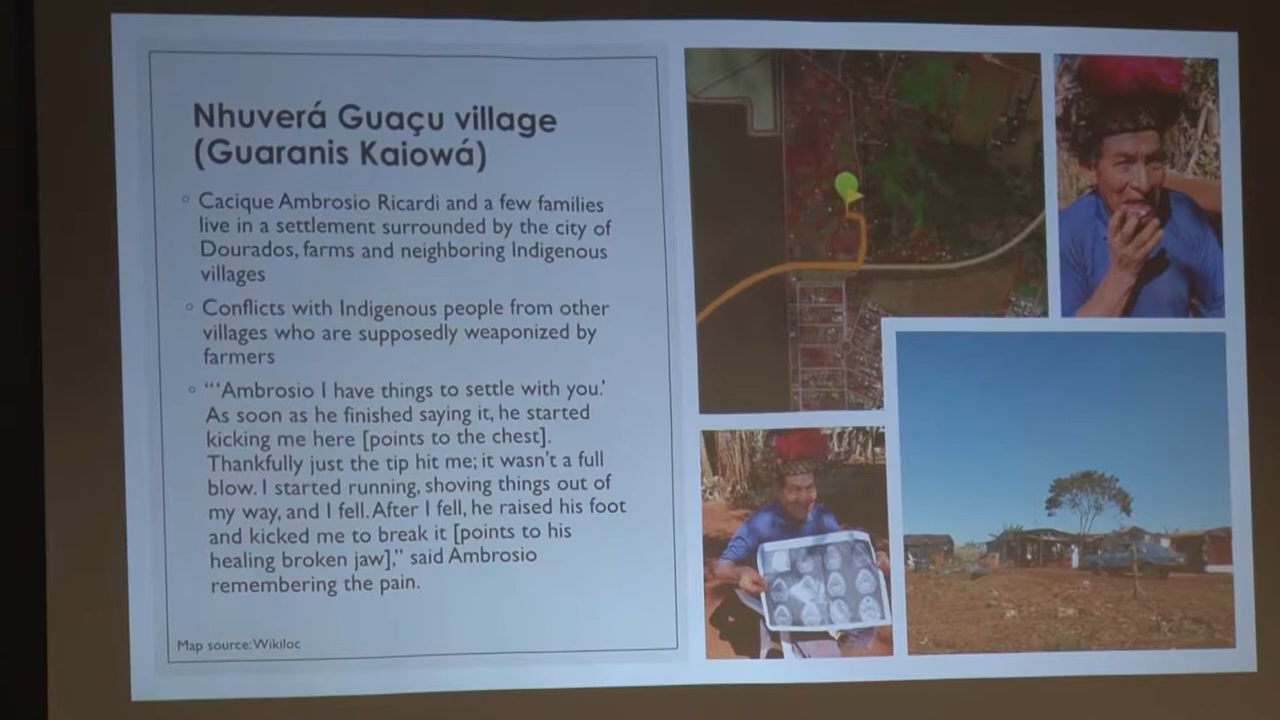 Nhuverá Guaçu village
(Guaranis Kaiowá)
◦ Cacique Ambrosio Ricardi and a few families
live in a settlement surrounded by the city of
Dourados, farms and neighboring Indigenous
villages
◦ Conflicts with Indigenous people from other
villages who are supposedly weaponized by
farmers
◦ "'Ambrosio I have things to settle with you.'
As soon as he finished saying it, he started
kicking me here [points to the chest].
Thankfully just the tip hit me; it wasn't a full
blow. I started running, shoving things out of
my way, and I fell. After I fell, he raised his foot
and kicked me to break it [points to his
healing broken jaw]," said Ambrosio
remembering the pain.
Map source: Wikiloc